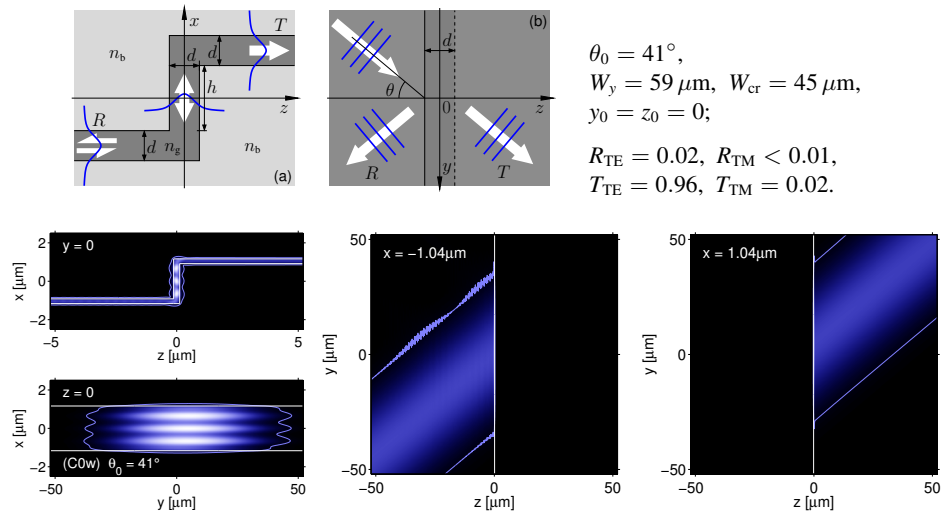 x
T
n_b
d
d
h
z
R
d
n_g
n_b
(a)
(b)
d
θ
0
z
R
y
T
θ_0 = 41°,
W_y = 59 μm, W_cr = 45 μm,
y_0 = z_0 = 0;
R_TE = 0.02, R_TM < 0.01,
T_TE = 0.96, T_TM = 0.02.
y = 0
x [μm]
2
0
−2
−50
0
50
z [μm]
z = 0
(C0w) θ_0 = 41°
x [μm]
2
0
−2
−50
0
50
y [μm]
x = −1.04μm
y [μm]
50
0
−50
−50
0
50
z [μm]
x = 1.04μm
y [μm]
50
0
−50
−50
0
50
z [μm]